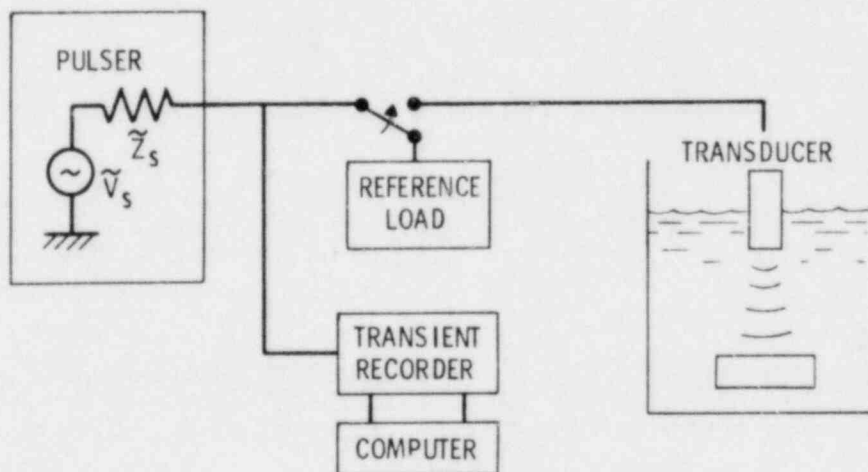 PULSER
Z̃s
Ṽs
~
REFERENCE
LOAD
TRANSDUCER
TRANSIENT
RECORDER
COMPUTER